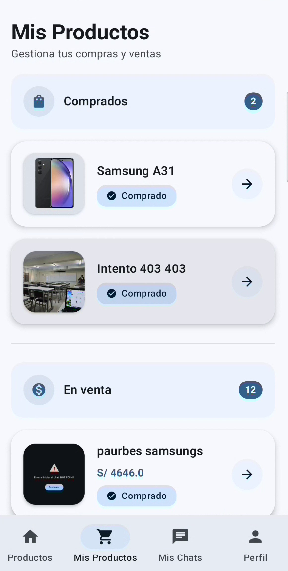 Mis Productos
Gestiona tus compras y ventas
Comprados
2
Samsung A31
Comprado
Intento 403 403
Comprado
En venta
12
paurbes samsungs
S/ 4646.0
Comprado
Productos
Mis Productos
Mis Chats
Perfil